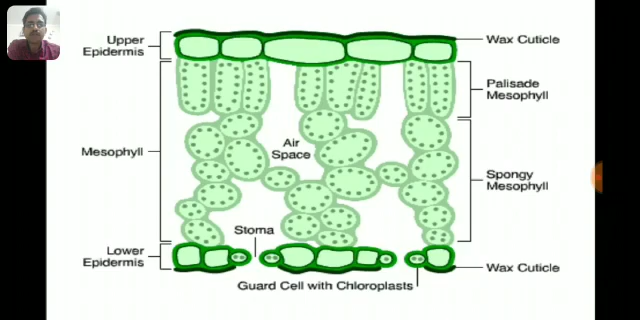 Upper
Epidermis
Wax Cuticle
Palisade
Mesophyll
Mesophyll
Air
Space
Spongy
Mesophyll
Stoma
Lower
Epidermis
Wax Cuticle
Guard Cell with Chloroplasts